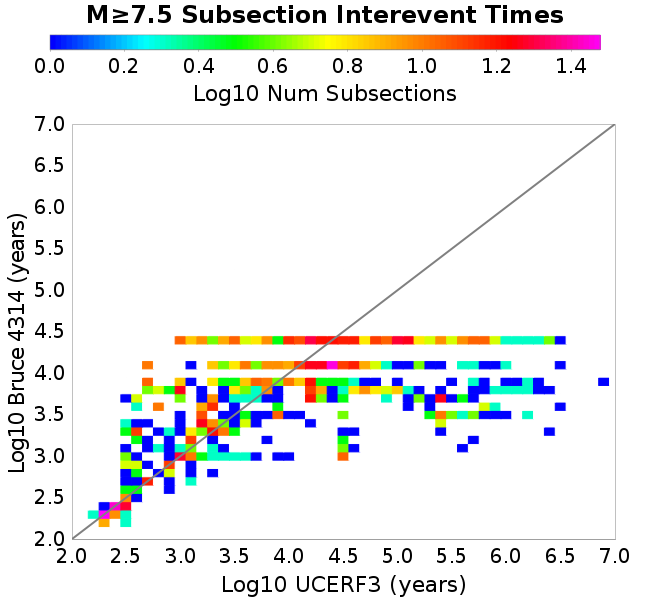 M≥7.5 Subsection Interevent Times
0.0 0.2 0.4 0.6 0.8 1.0 1.2 1.4
Log10 Num Subsections
7.0
6.5
6.0
5.5
5.0
4.5
4.0
3.5
3.0
2.5
2.0
Log10 Bruce 4314 (years)
2.0 2.5 3.0 3.5 4.0 4.5 5.0 5.5 6.0 6.5 7.0
Log10 UCERF3 (years)